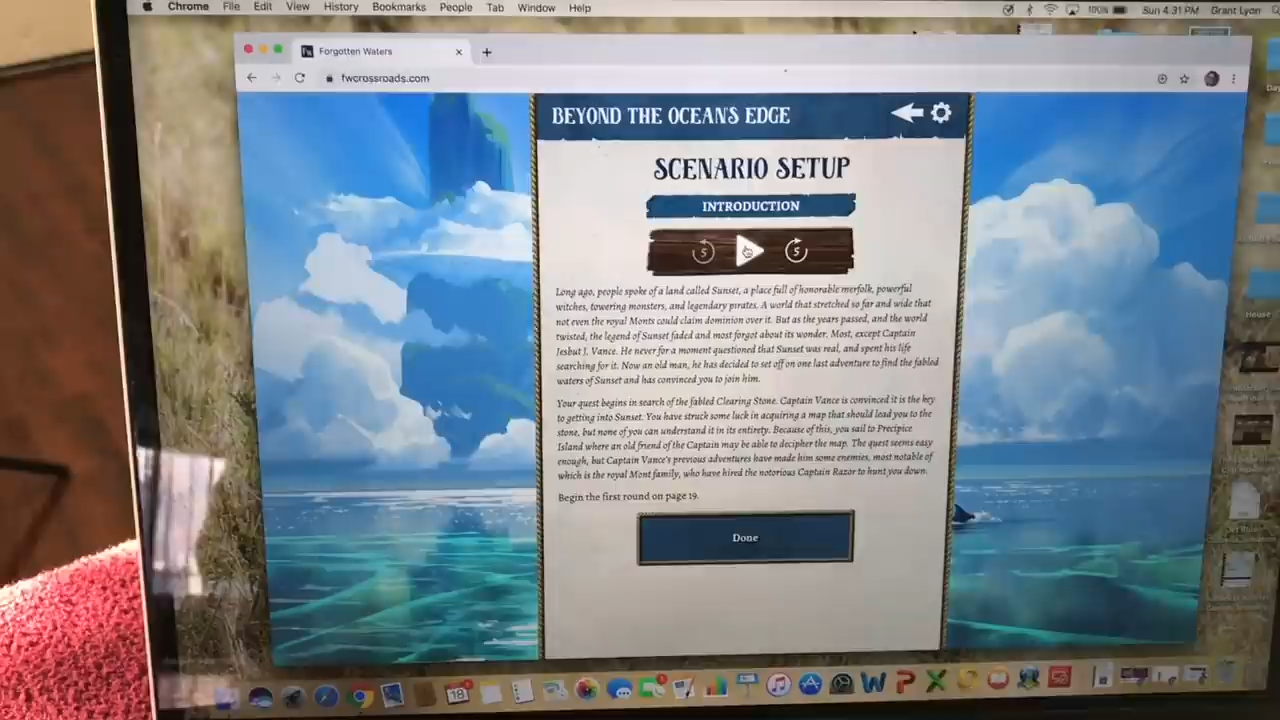 Chrome File Edit View History Bookmarks People Tab Window Help 100% Sun 4:31 PM Grant Lyon
Forgotten Waters
fwcrossroads.com
BEYOND THE OCEAN'S EDGE
SCENARIO SETUP
INTRODUCTION
5 5
Long ago, people spoke of a land called Sunset, a place full of honorable merfolk, powerful
witches, towering monsters, and legendary pirates. A world that stretched so far and wide that
not even the royal Monts could claim dominion over it. But as the years passed, and the world
twisted, the legend of Sunset faded and most forgot about its wonder. Most, except Captain
Jesbut J. Vance. He never for a moment questioned that Sunset was real, and spent his life
searching for it. Now an old man, he has decided to set off on one last adventure to find the fabled
waters of Sunset and has convinced you to join him.
Your quest begins in search of the fabled Clearing Stone. Captain Vance is convinced it is the key
to getting into Sunset. You have struck some luck in acquiring a map that should lead you to the
stone, but none of you can understand it in its entirety. Because of this, you sail to Precipice
Island where an old friend of the Captain may be able to decipher the map. The quest seems easy
enough, but Captain Vance's previous adventures have made him some enemies, most notable of
which is the royal Mont family, who have hired the notorious Captain Razor to hunt you down.
Begin the first round on page 19.
Done
House
18